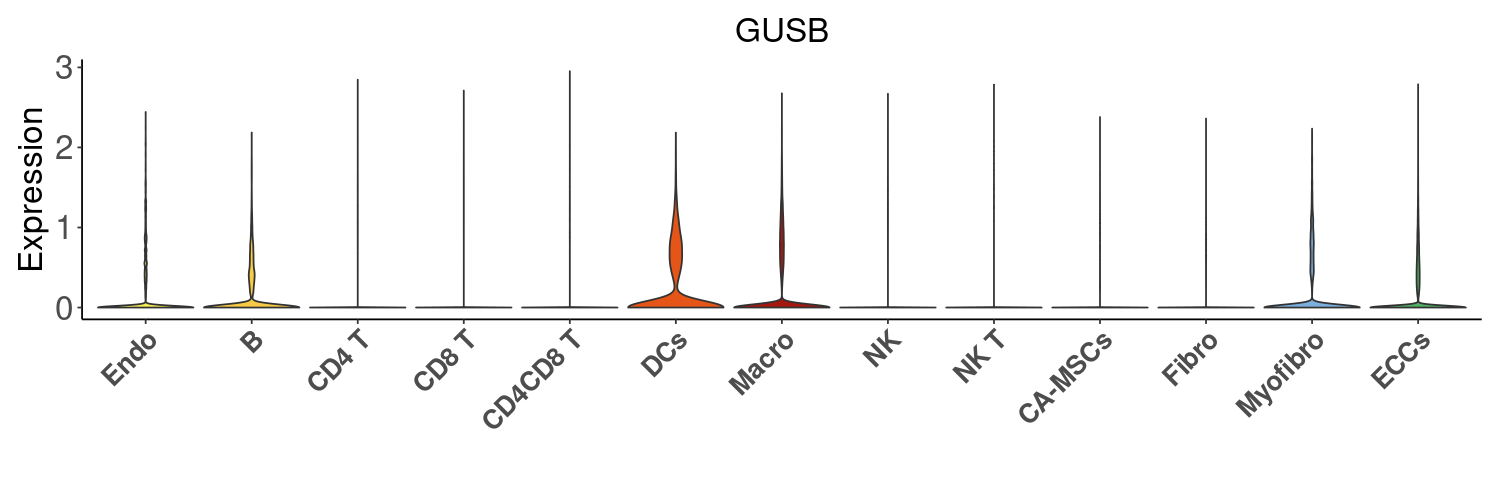 GUSB
Expression
3
2
1
0
Endo
B
CD4 T
CD8 T
CD4CD8 T
DCs
Macro
NK
NK T
CA-MSCs
Fibro
Myofibro
ECCs